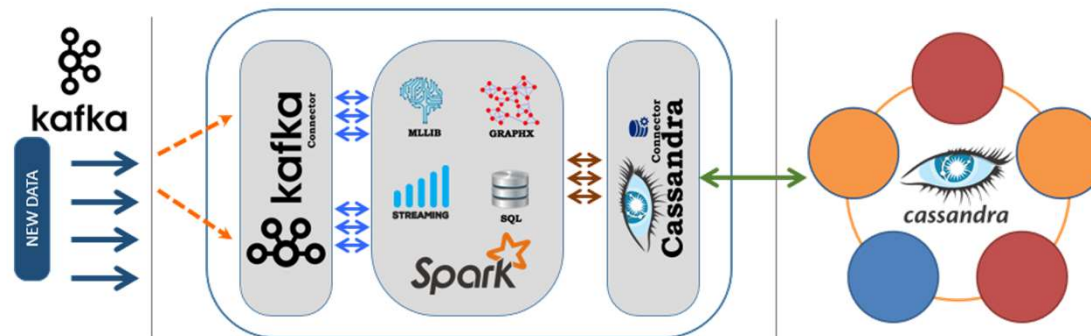 kafka
NEW DATA
kafka
Connector
MLLIB
GRAPHX
STREAMING
SQL
Spark
Connector
Cassandra
cassandra